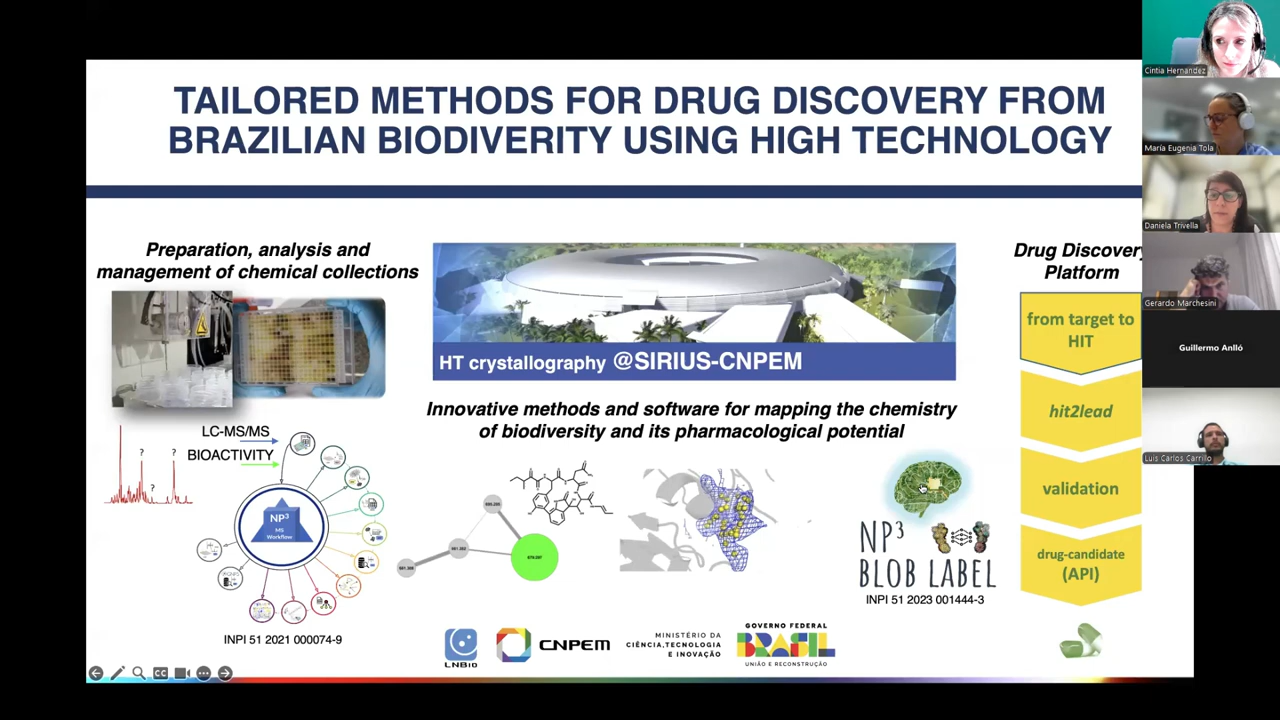 TAILORED METHODS FOR DRUG DISCOVERY FROM
BRAZILIAN BIODIVERITY USING HIGH TECHNOLOGY
Preparation, analysis and
management of chemical collections
LC-MS/MS
BIOACTIVITY
?
?
?
NP³
MS
Workflow
INPI 51 2021 000074-9
HT crystallography @SIRIUS-CNPEM
Innovative methods and software for mapping the chemistry
of biodiversity and its pharmacological potential
NP³
BLOB LABEL
INPI 51 2023 001444-3
Drug Discovery
Platform
from target to
HIT
hit2lead
validation
drug-candidate
(API)
LNBio
CNPEM
MINISTÉRIO DA
CIÊNCIA, TECNOLOGIA
E INOVAÇÃO
GOVERNO FEDERAL
BRASIL
UNIÃO E RECONSTRUÇÃO
CC
Cintia Hernandez
María Eugenia Tola
Daniela Trivella
Gerardo Marchesini
Guillermo Anlló
Luis Carlos Carrillo